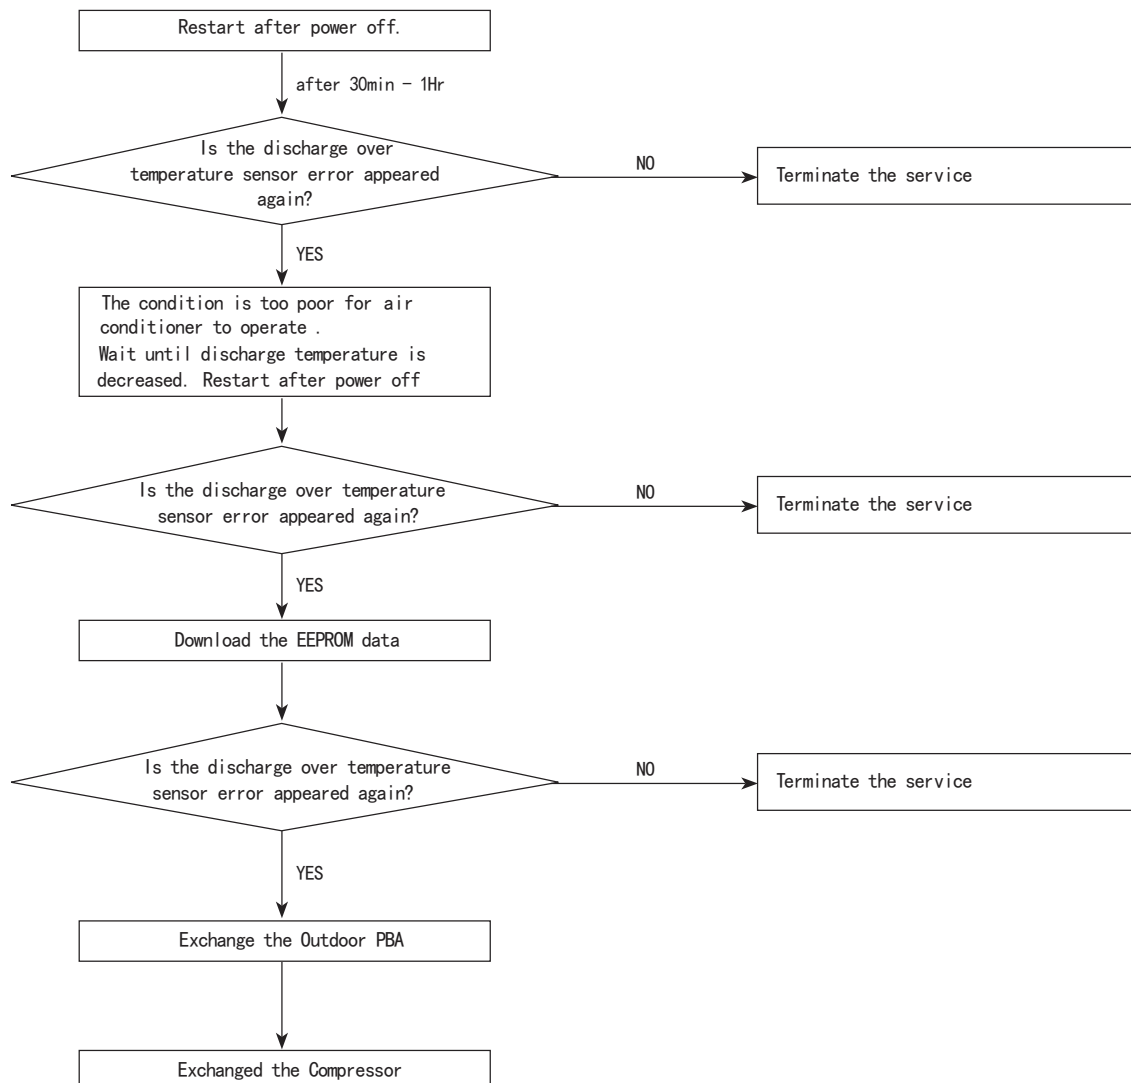 Restart after power off.
after 30min - 1Hr
Is the discharge over
temperature sensor error appeared
again?
NO
Terminate the service
YES
The condition is too poor for air
conditioner to operate .
Wait until discharge temperature is
decreased. Restart after power off
Is the discharge over temperature
sensor error appeared again?
NO
Terminate the service
YES
Download the EEPROM data
Is the discharge over temperature
sensor error appeared again?
NO
Terminate the service
YES
Exchange the Outdoor PBA
Exchanged the Compressor